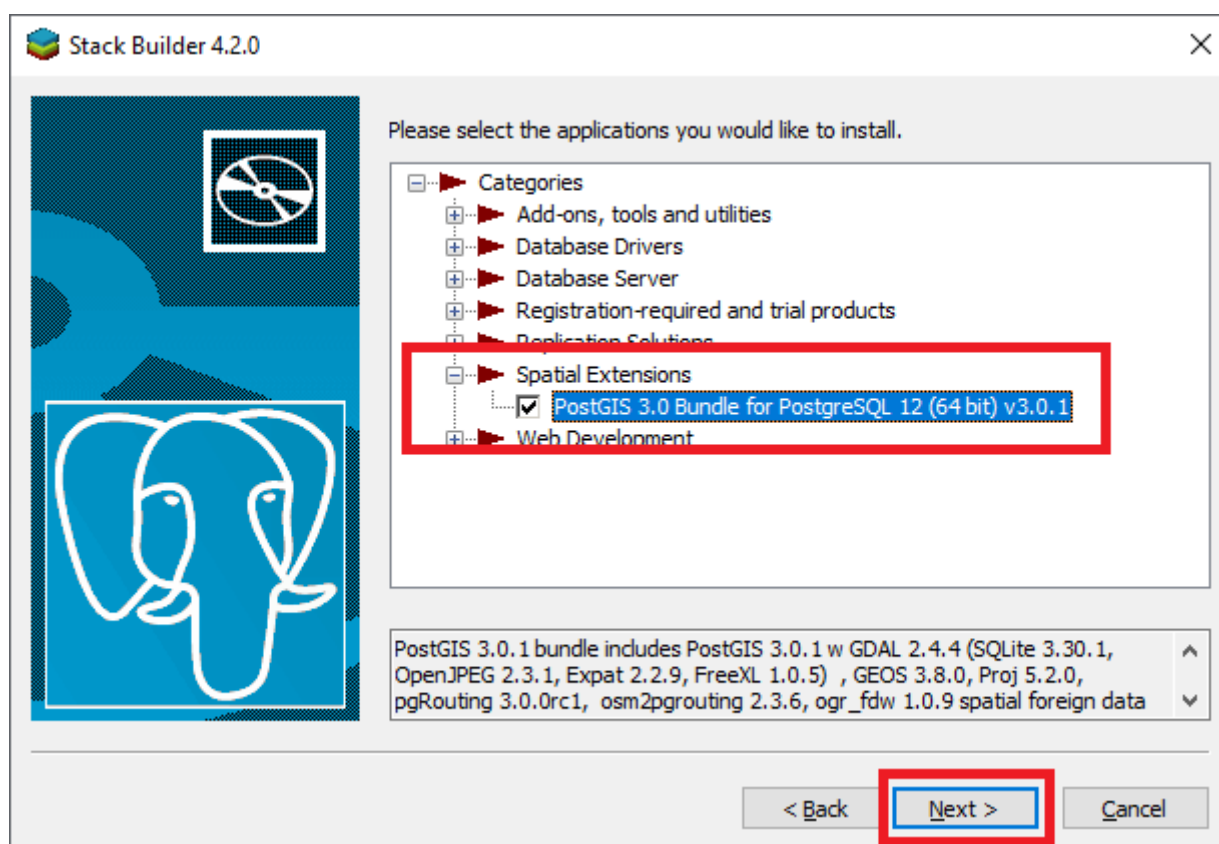 Stack Builder 4.2.0
Please select the applications you would like to install.
Categories
Add-ons, tools and utilities
Database Drivers
Database Server
Registration-required and trial products
Replication Solutions
Spatial Extensions
PostGIS 3.0 Bundle for PostgreSQL 12 (64 bit) v3.0.1
Web Development
PostGIS 3.0.1 bundle includes PostGIS 3.0.1 w GDAL 2.4.4 (SQLite 3.30.1,
OpenJPEG 2.3.1, Expat 2.2.9, FreeXL 1.0.5) , GEOS 3.8.0, Proj 5.2.0,
pgRouting 3.0.0rc1, osm2pgrouting 2.3.6, ogr_fdw 1.0.9 spatial foreign data
< Back
Next >
Cancel